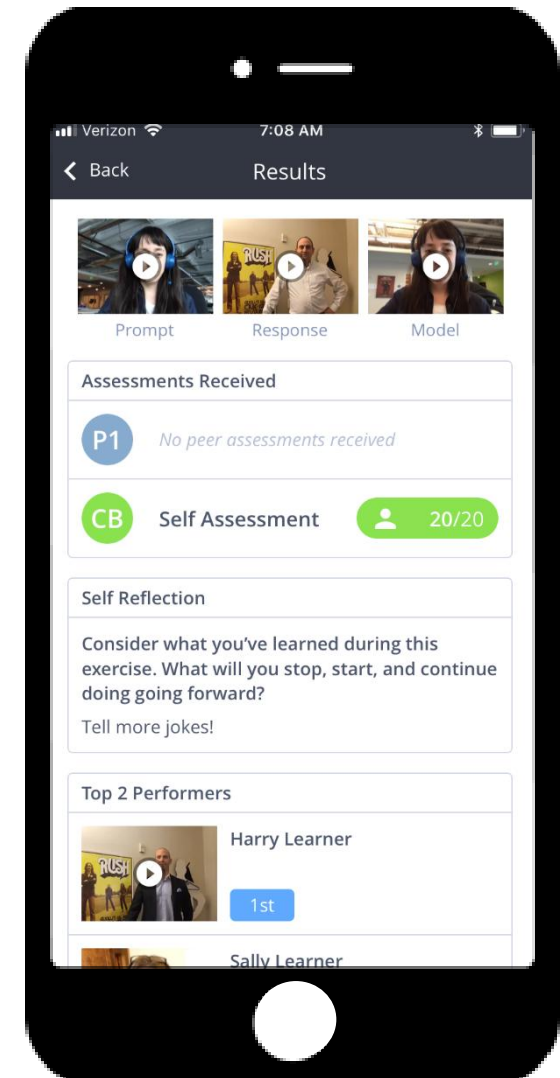 Verizon 7:08 AM
Back Results
RUSH
Prompt Response Model
Assessments Received
P1 No peer assessments received
CB Self Assessment 20/20
Self Reflection
Consider what you've learned during this
exercise. What will you stop, start, and continue
doing going forward?
Tell more jokes!
Top 2 Performers
Harry Learner
RUSH
1st
Sally Learner